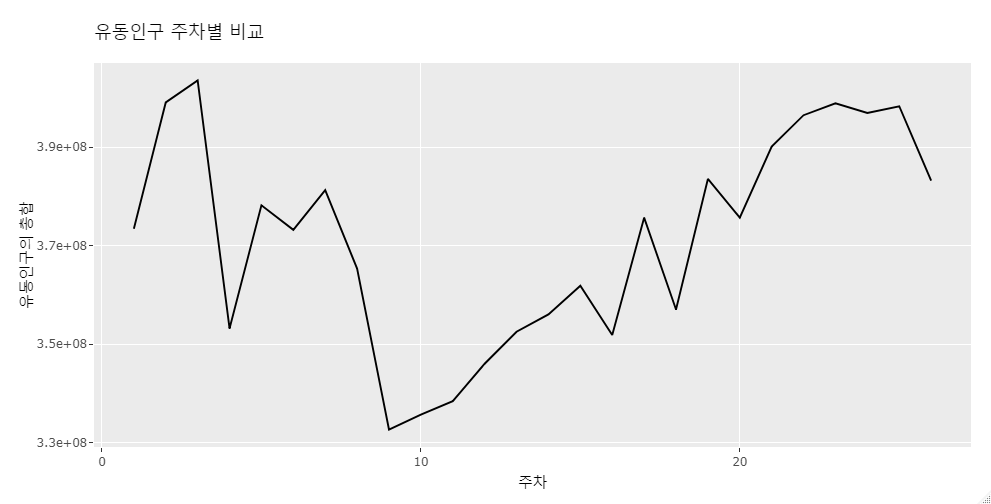 유동인구 주차별 비교
유동인구의 총합
3.9e+08
3.7e+08
3.5e+08
3.3e+08
0
10
20
주차